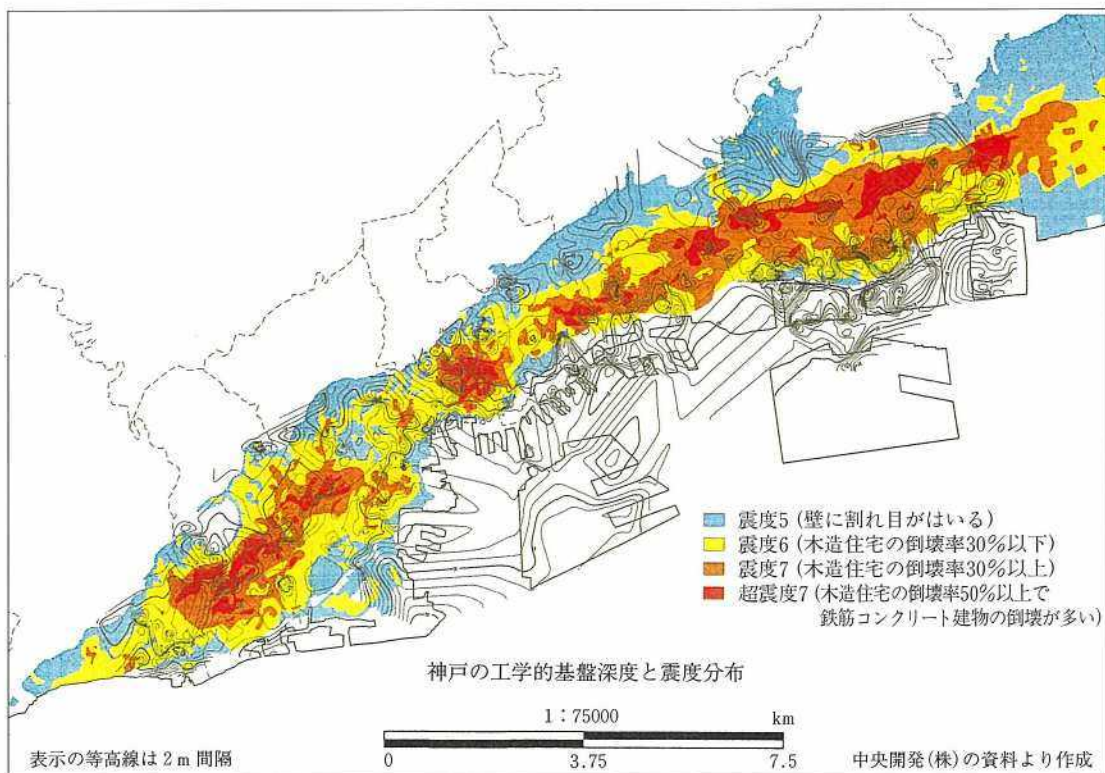 震度5 (壁に割れ目がはいる)
震度6 (木造住宅の倒壊率30%以下)
震度7 (木造住宅の倒壊率30%以上)
超震度7 (木造住宅の倒壊率50%以上で
鉄筋コンクリート建物の倒壊が多い)
神戸の工学的基盤深度と震度分布
1:75000 km
0 3.75 7.5
表示の等高線は2m間隔
中央開発(株)の資料より作成